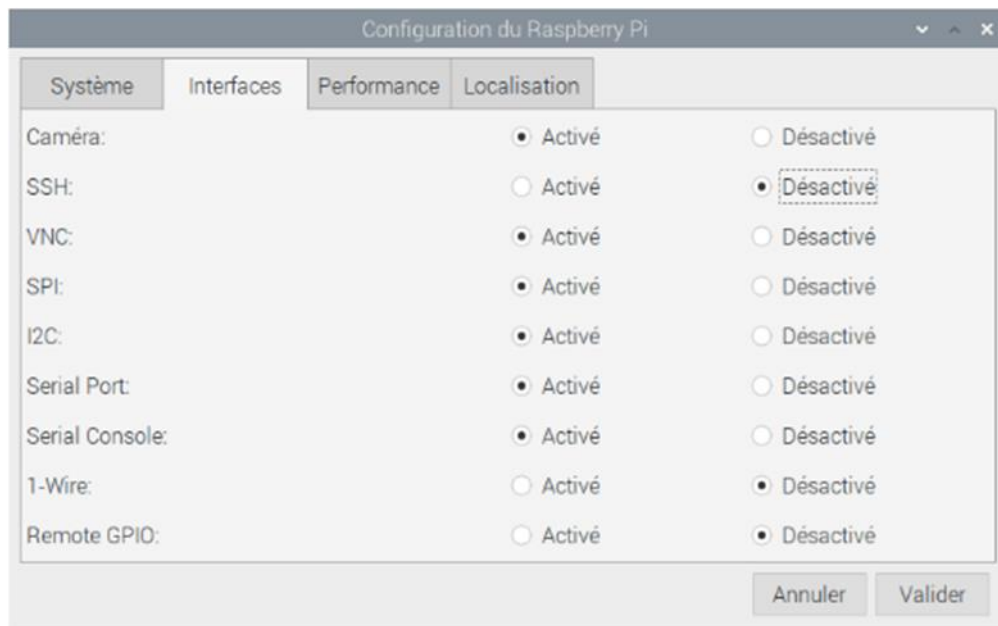 Configuration du Raspberry Pi
Système Interfaces Performance Localisation
Caméra: Activé Désactivé
SSH: Activé Désactivé
VNC: Activé Désactivé
SPI: Activé Désactivé
I2C: Activé Désactivé
Serial Port: Activé Désactivé
Serial Console: Activé Désactivé
1-Wire: Activé Désactivé
Remote GPIO: Activé Désactivé
Annuler Valider